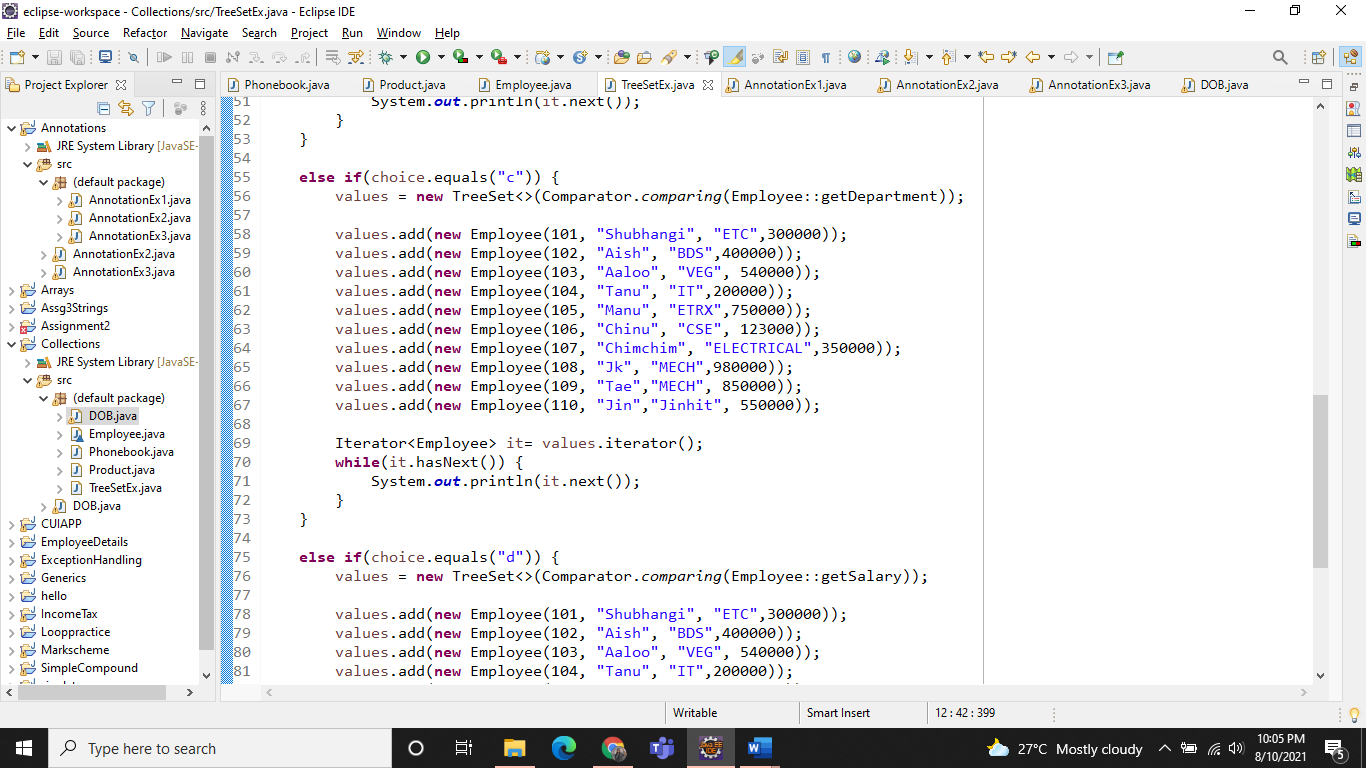 eclipse-workspace - Collections/src/TreeSetEx.java - Eclipse IDE
File Edit Source Refactor Navigate Search Project Run Window Help
Project Explorer
Phonebook.java Product.java Employee.java TreeSetEx.java AnnotationEx1.java AnnotationEx2.java AnnotationEx3.java DOB.java
Annotations
JRE System Library [JavaSE-
src
(default package)
AnnotationEx1.java
AnnotationEx2.java
AnnotationEx3.java
AnnotationEx2.java
AnnotationEx3.java
Arrays
Assg3Strings
Assignment2
Collections
JRE System Library [JavaSE-
src
(default package)
DOB.java
Employee.java
Phonebook.java
Product.java
TreeSetEx.java
DOB.java
CUIAPP
EmployeeDetails
ExceptionHandling
Generics
hello
IncomeTax
Looppractice
Markscheme
SimpleCompound
51 System.out.println(it.next());
52 }
53 }
54
55 else if(choice.equals("c")) {
56 values = new TreeSet<>(Comparator.comparing(Employee::getDepartment));
57
58 values.add(new Employee(101, "Shubhangi", "ETC",300000));
59 values.add(new Employee(102, "Aish", "BDS",400000));
60 values.add(new Employee(103, "Aaloo", "VEG", 540000));
61 values.add(new Employee(104, "Tanu", "IT",200000));
62 values.add(new Employee(105, "Manu", "ETRX",750000));
63 values.add(new Employee(106, "Chinu", "CSE", 123000));
64 values.add(new Employee(107, "Chimchim", "ELECTRICAL",350000));
65 values.add(new Employee(108, "Jk", "MECH",980000));
66 values.add(new Employee(109, "Tae","MECH", 850000));
67 values.add(new Employee(110, "Jin","Jinhit", 550000));
68
69 Iterator<Employee> it= values.iterator();
70 while(it.hasNext()) {
71 System.out.println(it.next());
72 }
73 }
74
75 else if(choice.equals("d")) {
76 values = new TreeSet<>(Comparator.comparing(Employee::getSalary));
77
78 values.add(new Employee(101, "Shubhangi", "ETC",300000));
79 values.add(new Employee(102, "Aish", "BDS",400000));
80 values.add(new Employee(103, "Aaloo", "VEG", 540000));
81 values.add(new Employee(104, "Tanu", "IT",200000));
Writable Smart Insert 12 : 42 : 399
Type here to search
27°C Mostly cloudy
10:05 PM
8/10/2021
5